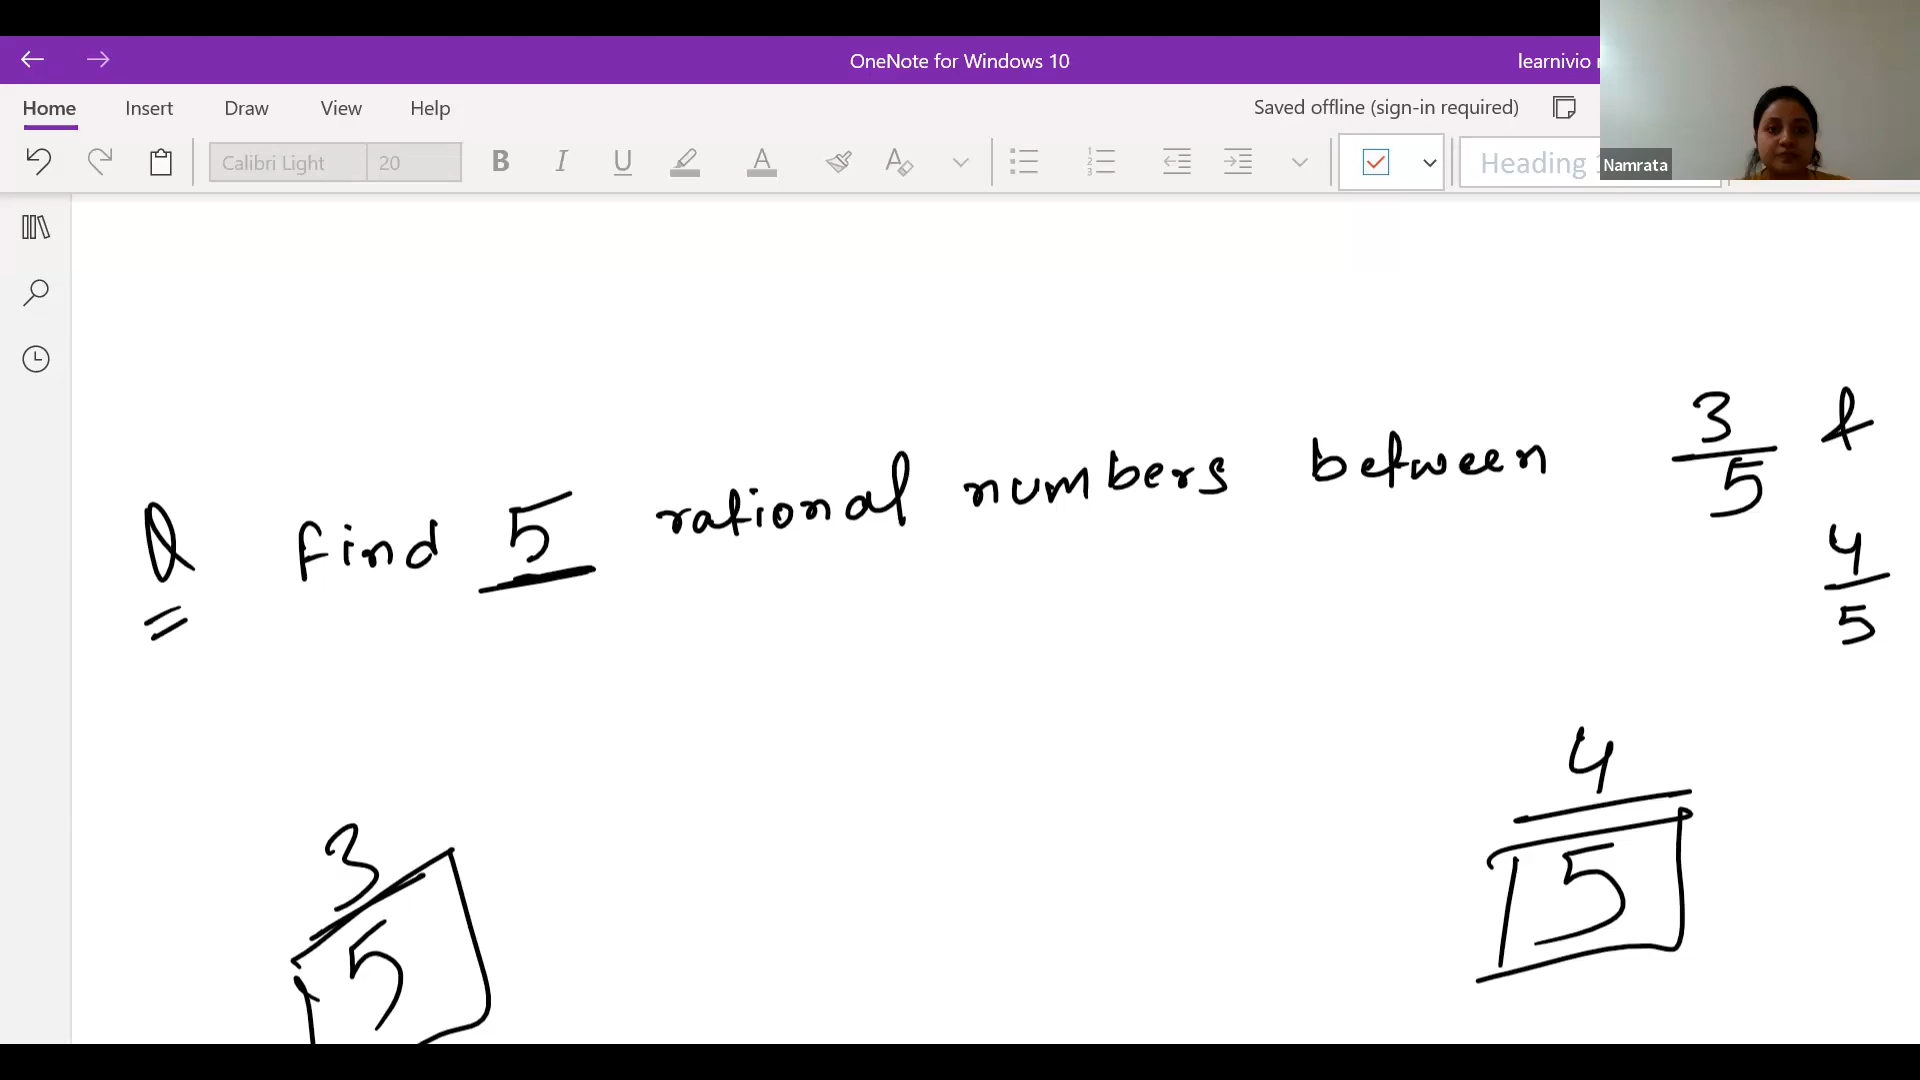 OneNote for Windows 10
learnivio
Home Insert Draw View Help
Saved offline (sign-in required)
Calibri Light 20
B I U A A
Heading
Namrata
Q find 5 rational numbers between 3/5 &
4/5
3/5
4/5